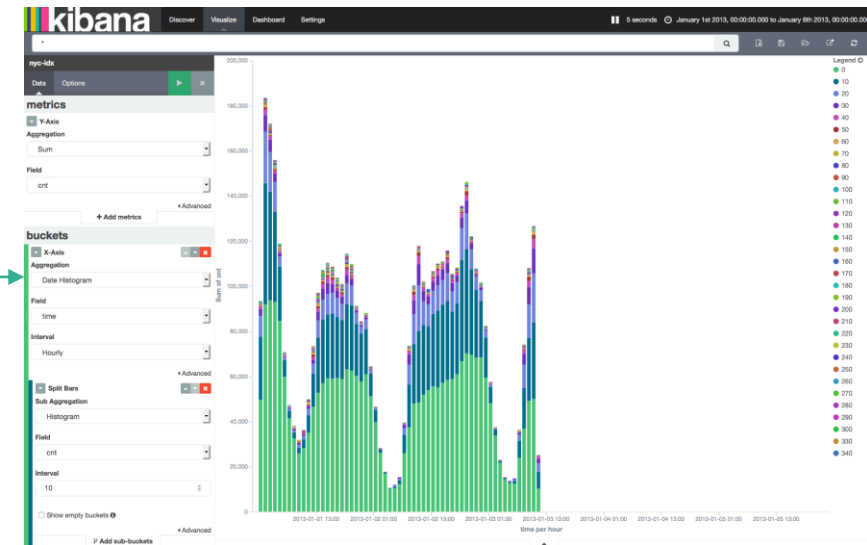 kibana
Discover Visualize Dashboard Settings
5 seconds January 1st 2013, 00:00:00.000 to January 6th 2013, 00:00:00.000
*
nyc-idx
Data Options
metrics
Y-Axis
Aggregation
Sum
Field
cnt
Advanced
+ Add metrics
buckets
X-Axis
Aggregation
Date Histogram
Field
time
Interval
Hourly
Advanced
Split Bars
Sub Aggregation
Histogram
Field
cnt
Interval
10
Show empty buckets
Advanced
Add sub-buckets
200,000
180,000
160,000
140,000
120,000
100,000
80,000
60,000
40,000
20,000
0
Sum of cnt
2013-01-01 13:00 2013-01-02 01:00 2013-01-02 13:00 2013-01-03 01:00 2013-01-03 13:00 2013-01-04 01:00 2013-01-04 13:00 2013-01-05 01:00 2013-01-05 13:00
time per hour
Legend
0
10
20
30
40
50
60
70
80
90
100
110
120
130
140
150
160
170
180
190
200
210
220
230
240
250
260
270
280
290
300
330
340